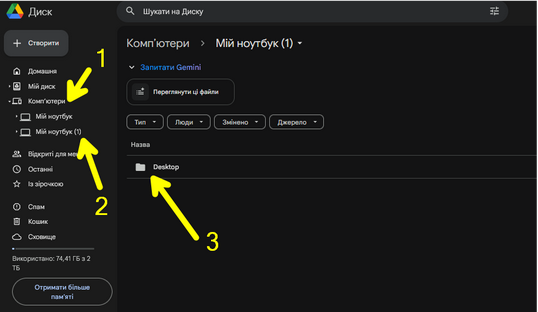 Диск
Шукати на Диску
Створити
Комп'ютери > Мій ноутбук (1)
1
Запитати Gemini
Домашня
Мій диск
Переглянути ці файли
Комп'ютери
Мій ноутбук
Тип
Люди
Змінено
Джерело
Мій ноутбук (1)
Назва
Відкриті для мен
Останні
Desktop
Із зірочкою
2
Спам
3
Кошик
Сховище
Використано: 74,41 ГБ з 2
ТБ
Отримати більше
пам'яті